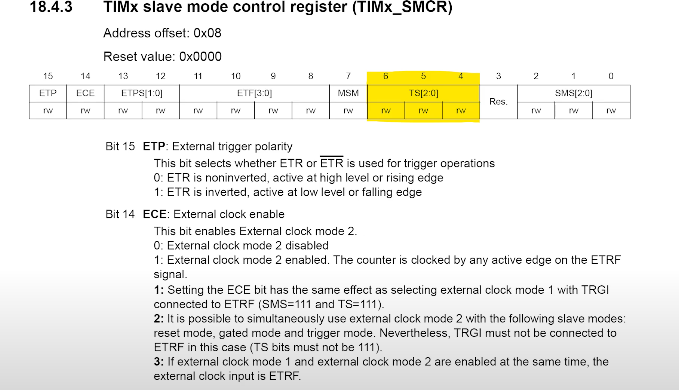 18.4.3 TIMx slave mode control register (TIMx_SMCR)
Address offset: 0x08
Reset value: 0x0000
15 14 13 12 11 10 9 8 7 6 5 4 3 2 1 0
ETP ECE ETPS[1:0] ETF[3:0] MSM TS[2:0] Res. SMS[2:0]
rw rw rw rw rw rw rw rw rw rw rw rw rw rw rw
Bit 15 ETP: External trigger polarity
This bit selects whether ETR or ETR is used for trigger operations
0: ETR is noninverted, active at high level or rising edge
1: ETR is inverted, active at low level or falling edge
Bit 14 ECE: External clock enable
This bit enables External clock mode 2.
0: External clock mode 2 disabled
1: External clock mode 2 enabled. The counter is clocked by any active edge on the ETRF
signal.
1: Setting the ECE bit has the same effect as selecting external clock mode 1 with TRGI
connected to ETRF (SMS=111 and TS=111).
2: It is possible to simultaneously use external clock mode 2 with the following slave modes:
reset mode, gated mode and trigger mode. Nevertheless, TRGI must not be connected to
ETRF in this case (TS bits must not be 111).
3: If external clock mode 1 and external clock mode 2 are enabled at the same time, the
external clock input is ETRF.